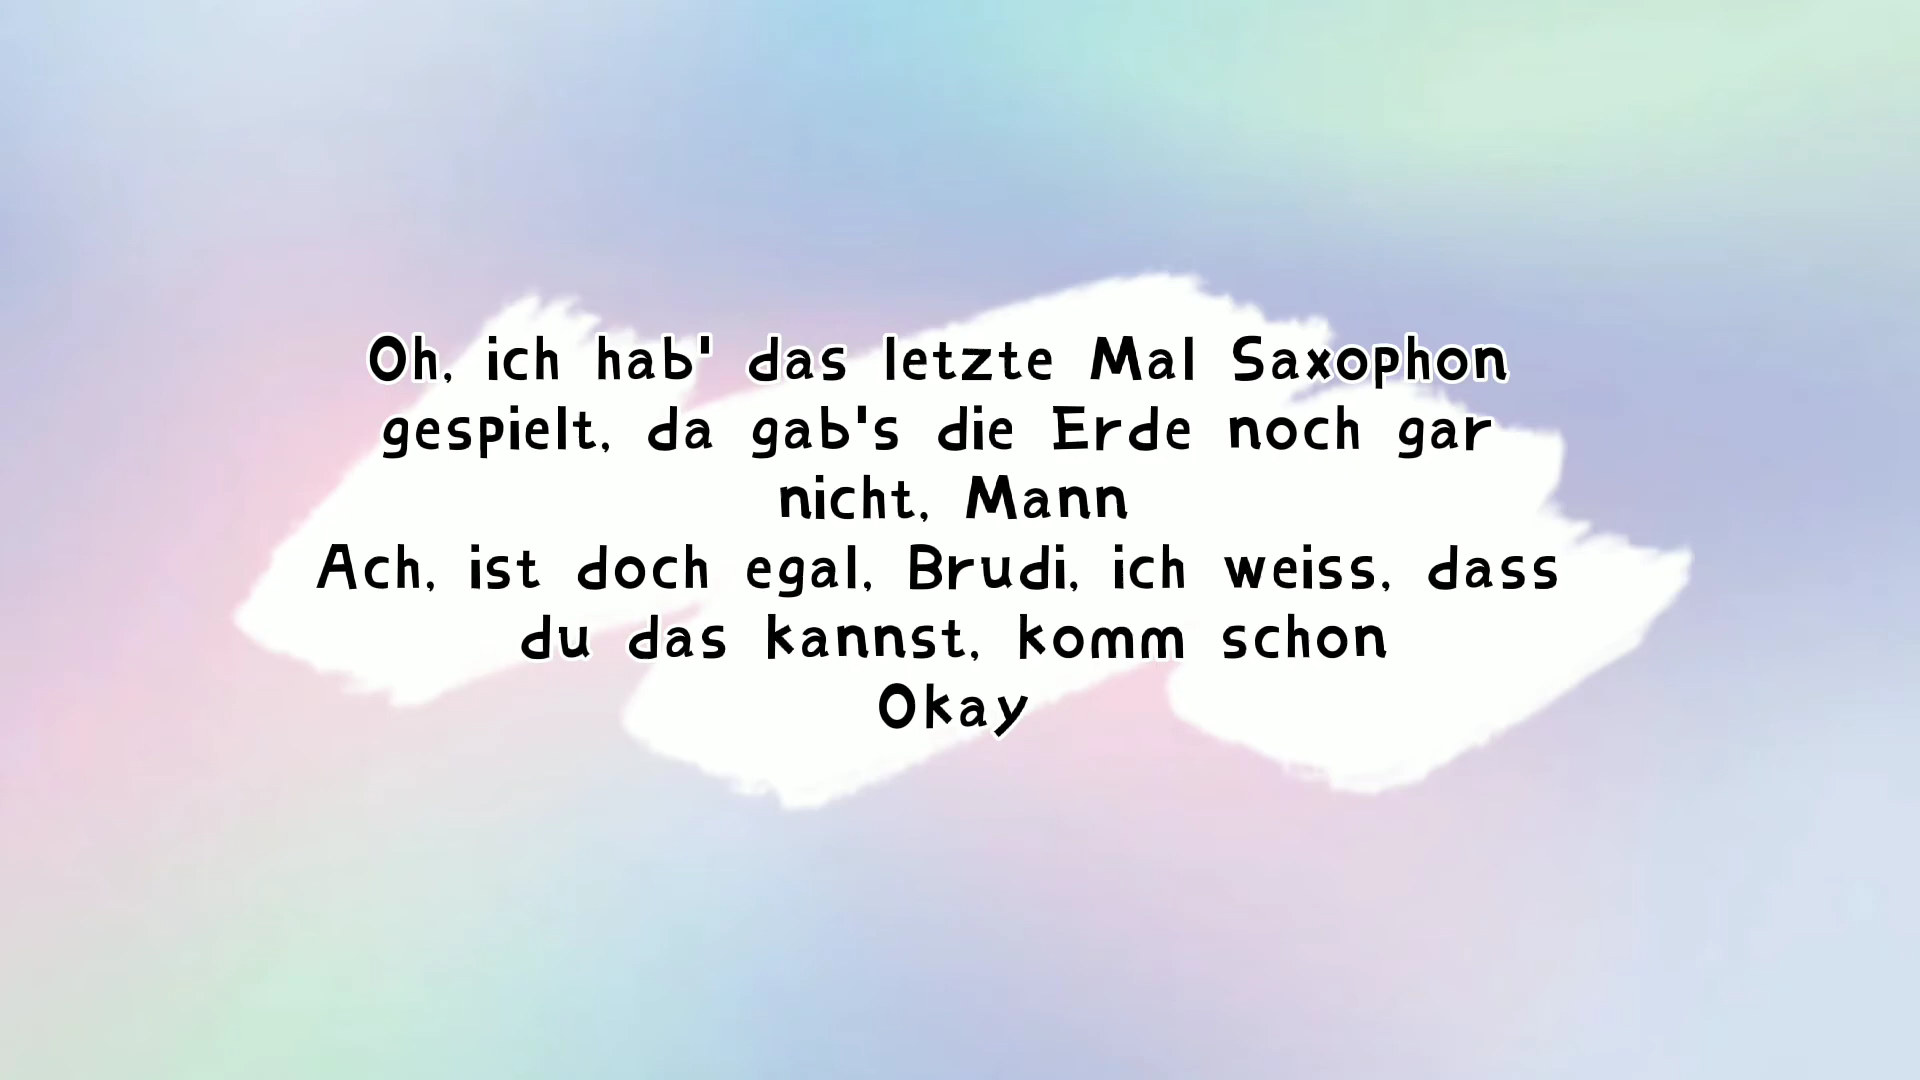 Oh, ich hab' das letzte Mal Saxophon
gespielt, da gab's die Erde noch gar
nicht, Mann
Ach, ist doch egal, Brudi, ich weiss, dass
du das kannst, komm schon
Okay